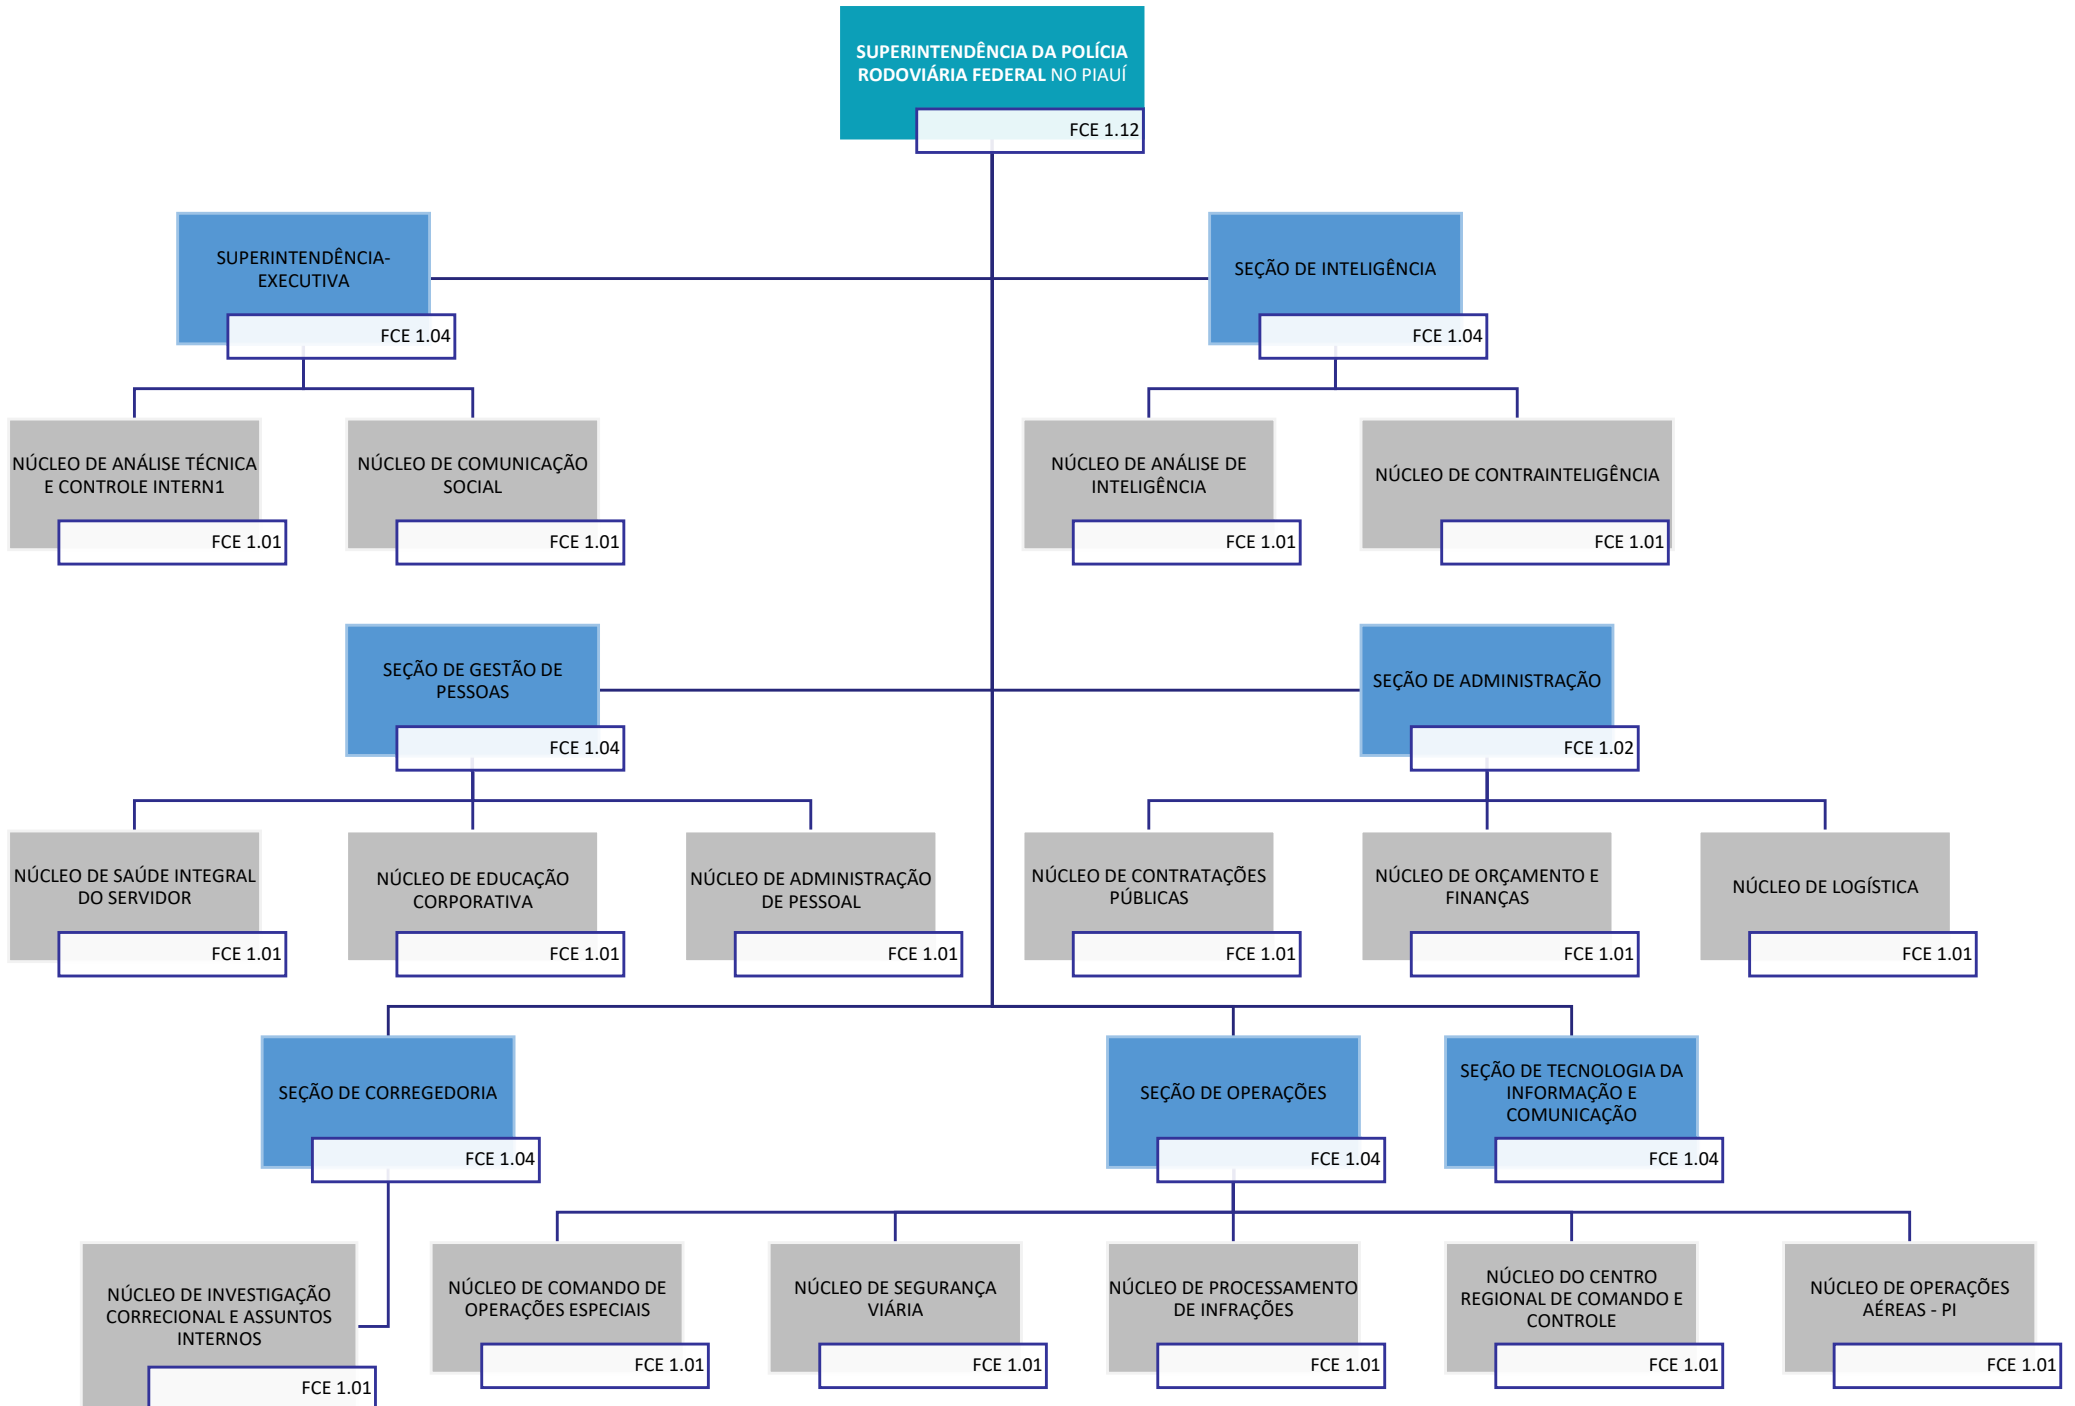 SUPERINTENDÊNCIA DA POLÍCIA
RODOVIÁRIA FEDERAL NO PIAUÍ
FCE 1.12
SUPERINTENDÊNCIA-
EXECUTIVA
FCE 1.04
SEÇÃO DE INTELIGÊNCIA
FCE 1.04
NÚCLEO DE ANÁLISE TÉCNICA
E CONTROLE INTERN1
FCE 1.01
NÚCLEO DE COMUNICAÇÃO
SOCIAL
FCE 1.01
NÚCLEO DE ANÁLISE DE
INTELIGÊNCIA
FCE 1.01
NÚCLEO DE CONTRAINTELIGÊNCIA
FCE 1.01
SEÇÃO DE GESTÃO DE
PESSOAS
FCE 1.04
SEÇÃO DE ADMINISTRAÇÃO
FCE 1.02
NÚCLEO DE SAÚDE INTEGRAL
DO SERVIDOR
FCE 1.01
NÚCLEO DE EDUCAÇÃO
CORPORATIVA
FCE 1.01
NÚCLEO DE ADMINISTRAÇÃO
DE PESSOAL
FCE 1.01
NÚCLEO DE CONTRATAÇÕES
PÚBLICAS
FCE 1.01
NÚCLEO DE ORÇAMENTO E
FINANÇAS
FCE 1.01
NÚCLEO DE LOGÍSTICA
FCE 1.01
SEÇÃO DE CORREGEDORIA
FCE 1.04
SEÇÃO DE OPERAÇÕES
FCE 1.04
SEÇÃO DE TECNOLOGIA DA
INFORMAÇÃO E
COMUNICAÇÃO
FCE 1.04
NÚCLEO DE INVESTIGAÇÃO
CORRECIONAL E ASSUNTOS
INTERNOS
FCE 1.01
NÚCLEO DE COMANDO DE
OPERAÇÕES ESPECIAIS
FCE 1.01
NÚCLEO DE SEGURANÇA
VIÁRIA
FCE 1.01
NÚCLEO DE PROCESSAMENTO
DE INFRAÇÕES
FCE 1.01
NÚCLEO DO CENTRO
REGIONAL DE COMANDO E
CONTROLE
FCE 1.01
NÚCLEO DE OPERAÇÕES
AÉREAS - PI
FCE 1.01